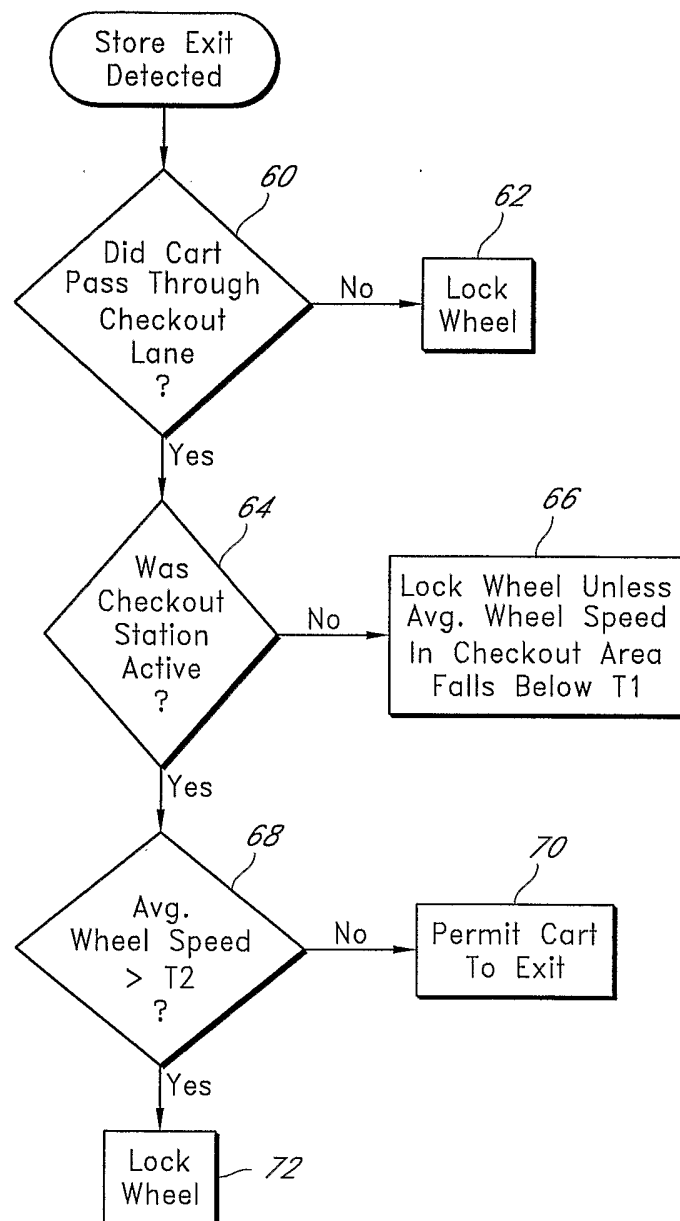 Store Exit
Detected
60
Did Cart
Pass Through
Checkout
Lane
?
No
62
Lock
Wheel
Yes
64
Was
Checkout
Station
Active
?
No
66
Lock Wheel Unless
Avg. Wheel Speed
In Checkout Area
Falls Below T1
Yes
68
Avg.
Wheel Speed
> T2
?
No
70
Permit Cart
To Exit
Yes
Lock
Wheel
72